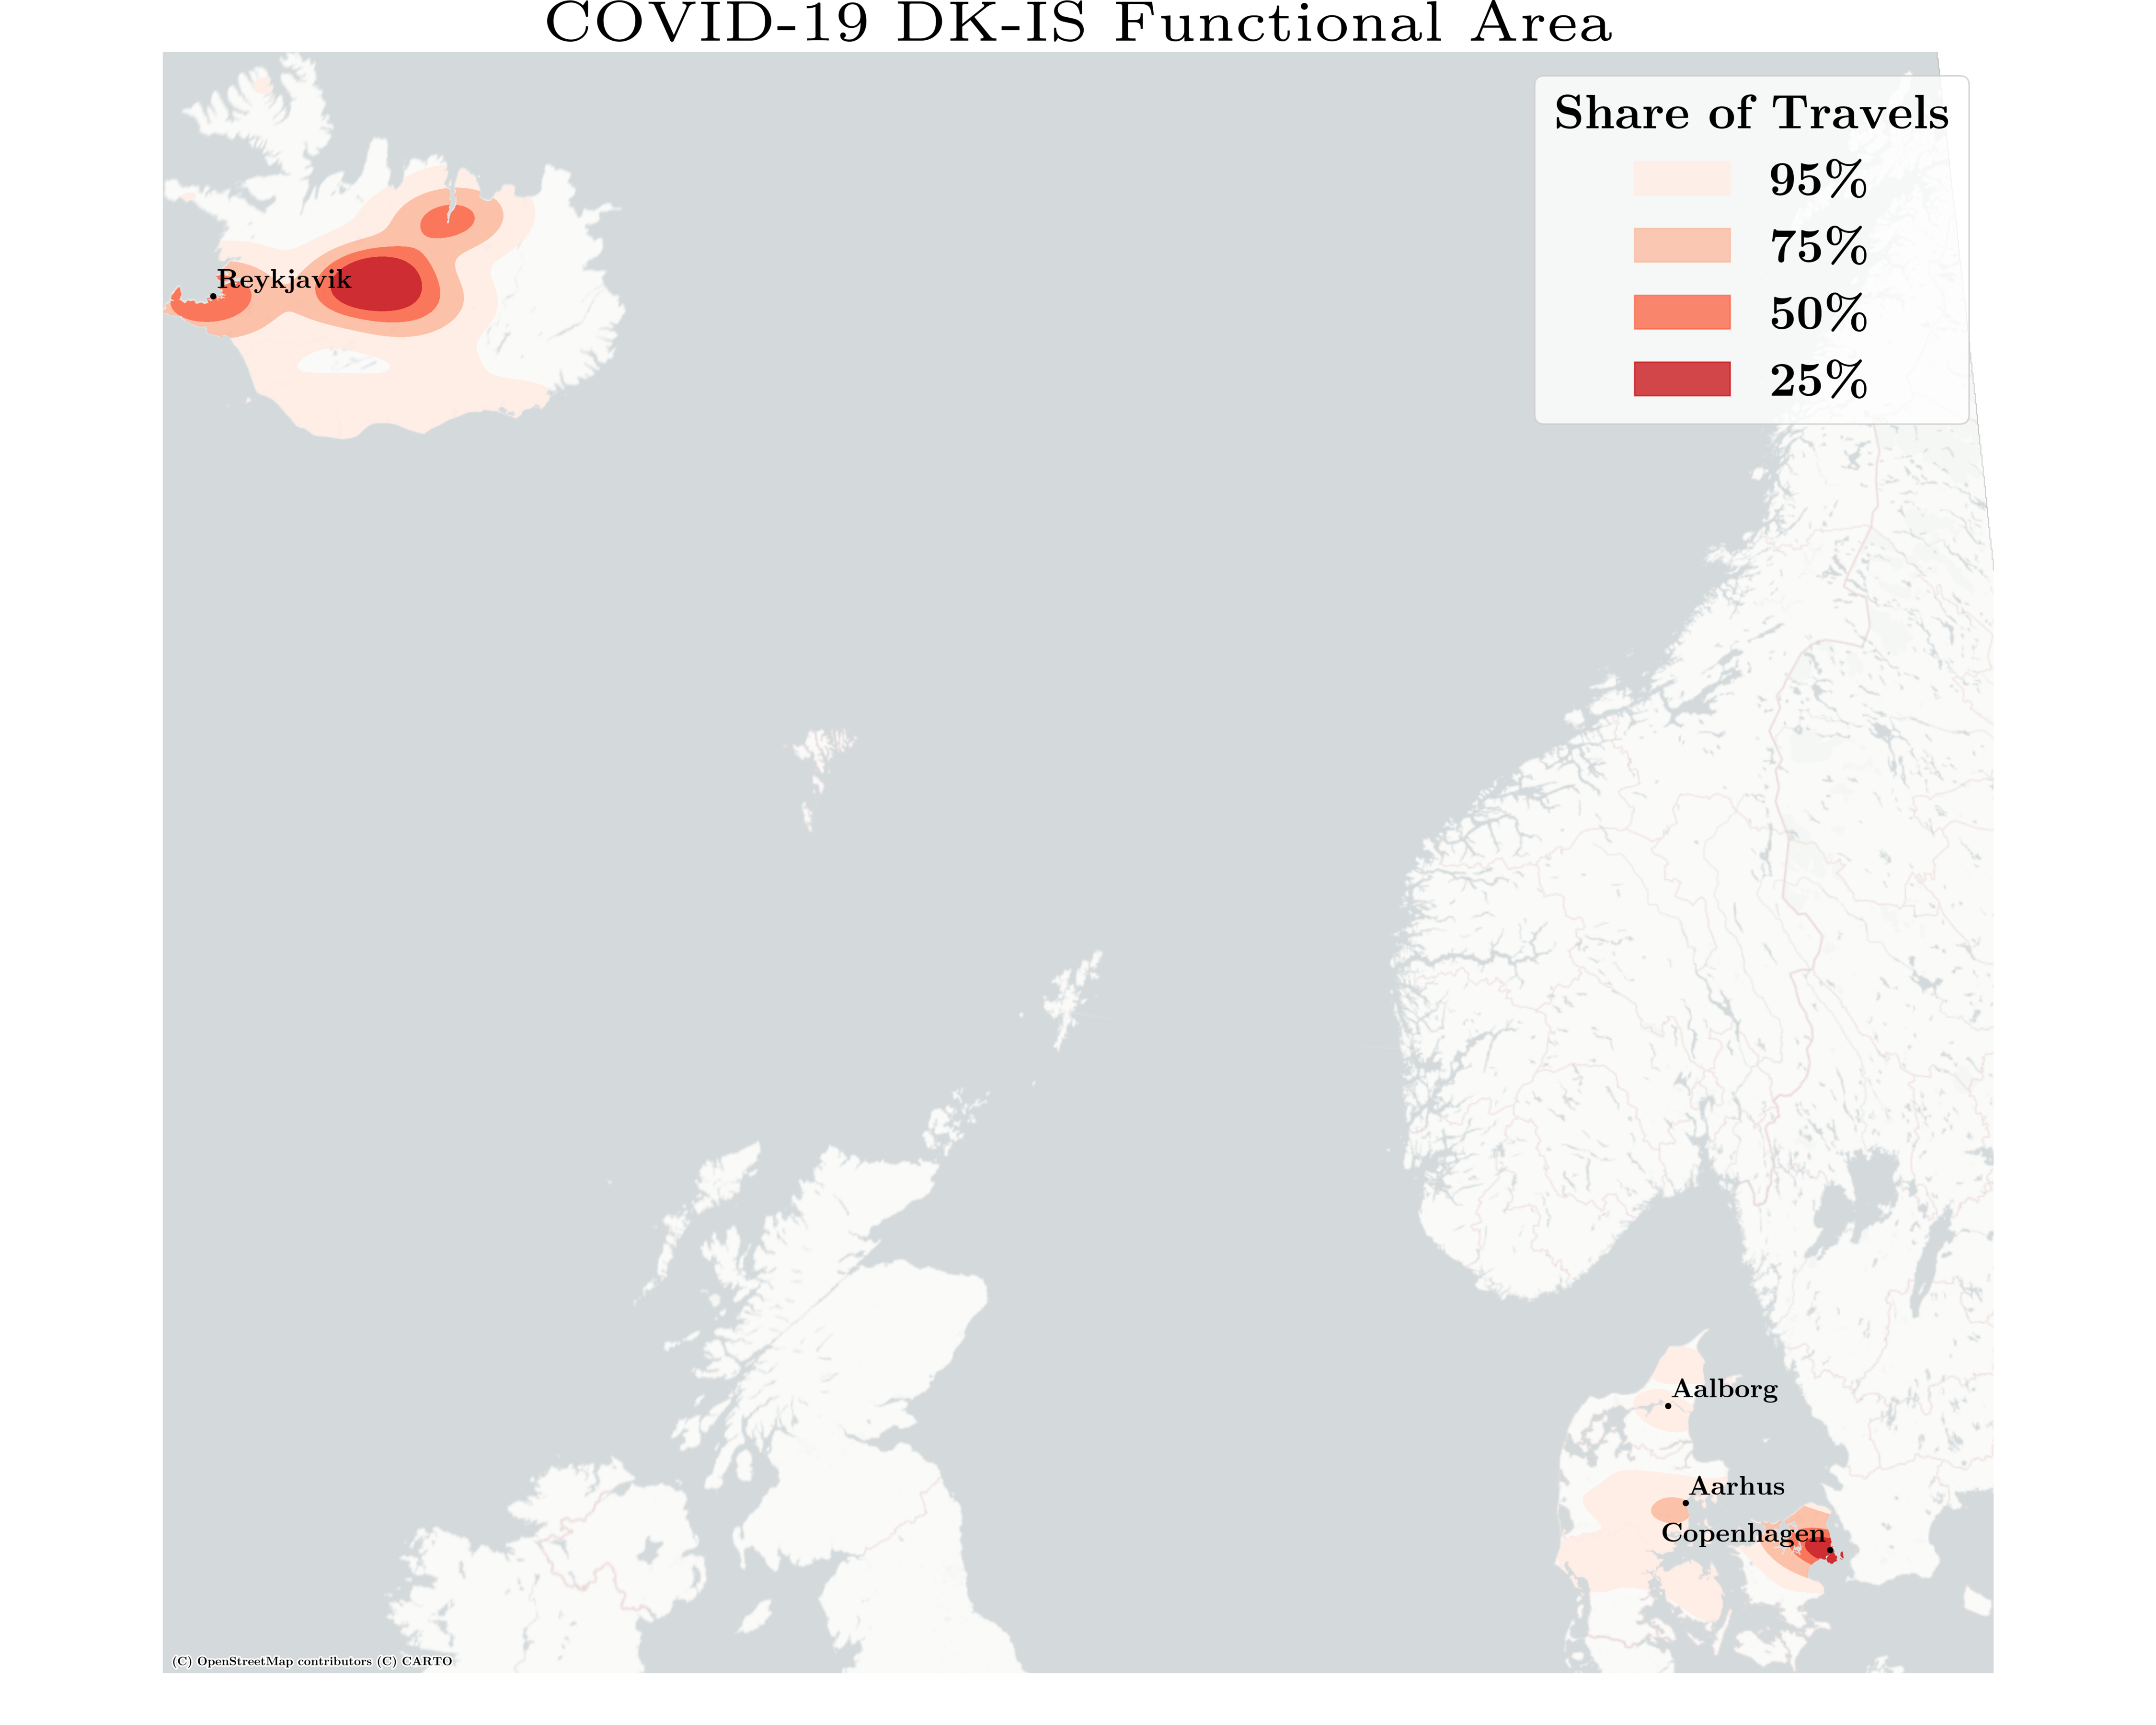 COVID-19 DK-IS Functional Area
Share of Travels
95%
75%
50%
25%
Reykjavik
Aalborg
Aarhus
Copenhagen
(C) OpenStreetMap contributors (C) CARTO